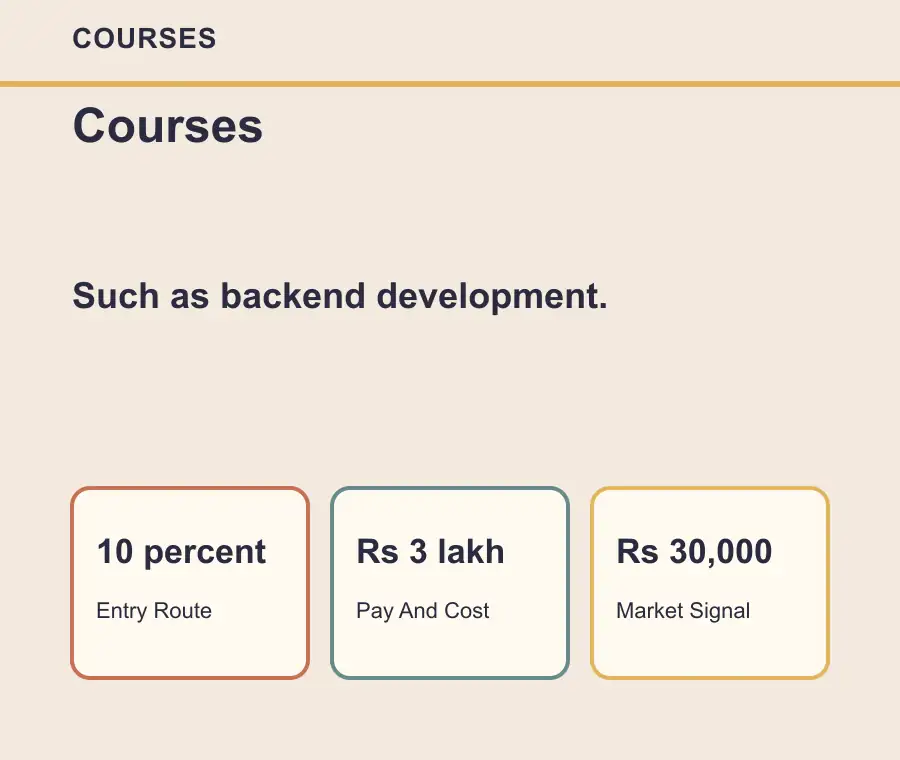 COURSES
Courses
Such as backend development.
10 percent
Entry Route
Rs 3 lakh
Pay And Cost
Rs 30,000
Market Signal